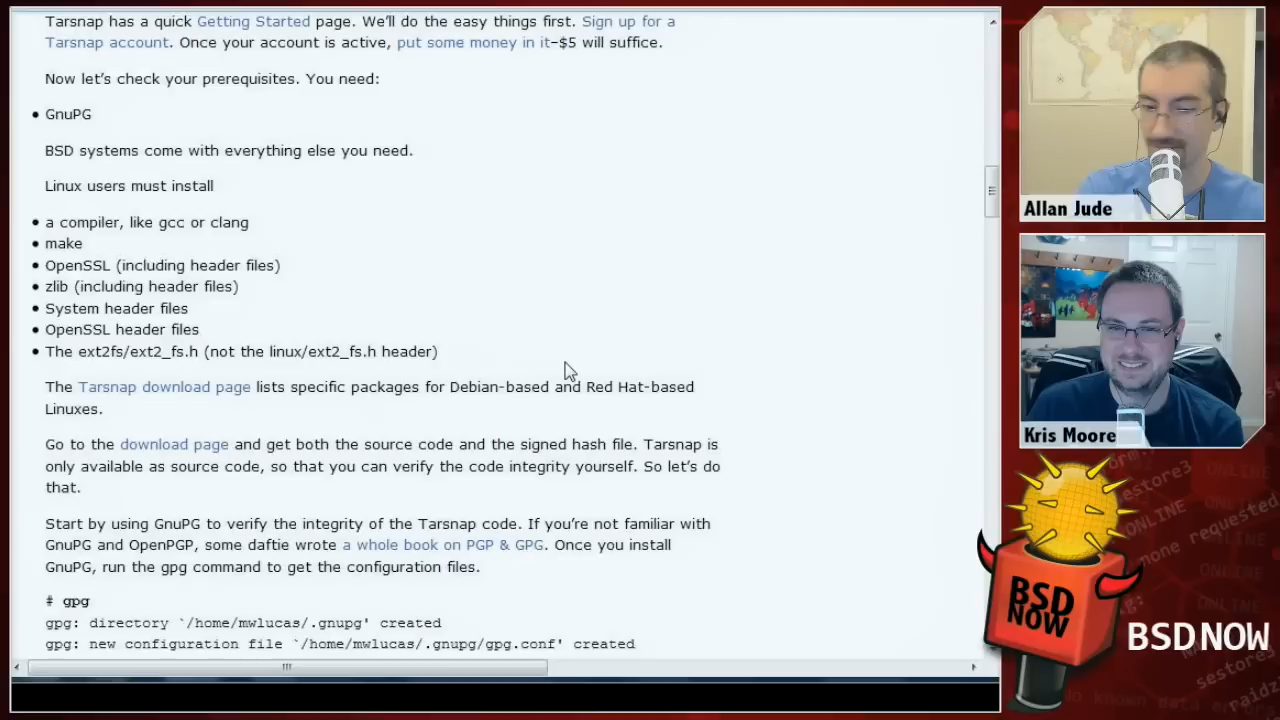 Tarsnap has a quick Getting Started page. We'll do the easy things first. Sign up for a
Tarsnap account. Once your account is active, put some money in it–$5 will suffice.
Now let's check your prerequisites. You need:
• GnuPG
BSD systems come with everything else you need.
Linux users must install
• a compiler, like gcc or clang
• make
• OpenSSL (including header files)
• zlib (including header files)
• System header files
• OpenSSL header files
• The ext2fs/ext2_fs.h (not the linux/ext2_fs.h header)
The Tarsnap download page lists specific packages for Debian-based and Red Hat-based
Linuxes.
Go to the download page and get both the source code and the signed hash file. Tarsnap is
only available as source code, so that you can verify the code integrity yourself. So let's do
that.
Start by using GnuPG to verify the integrity of the Tarsnap code. If you're not familiar with
GnuPG and OpenPGP, some daftie wrote a whole book on PGP & GPG. Once you install
GnuPG, run the gpg command to get the configuration files.
# gpg
gpg: directory `/home/mwlucas/.gnupg' created
gpg: new configuration file `/home/mwlucas/.gnupg/gpg.conf' created
Allan Jude
Kris Moore
BSD
NOW
BSD NOW